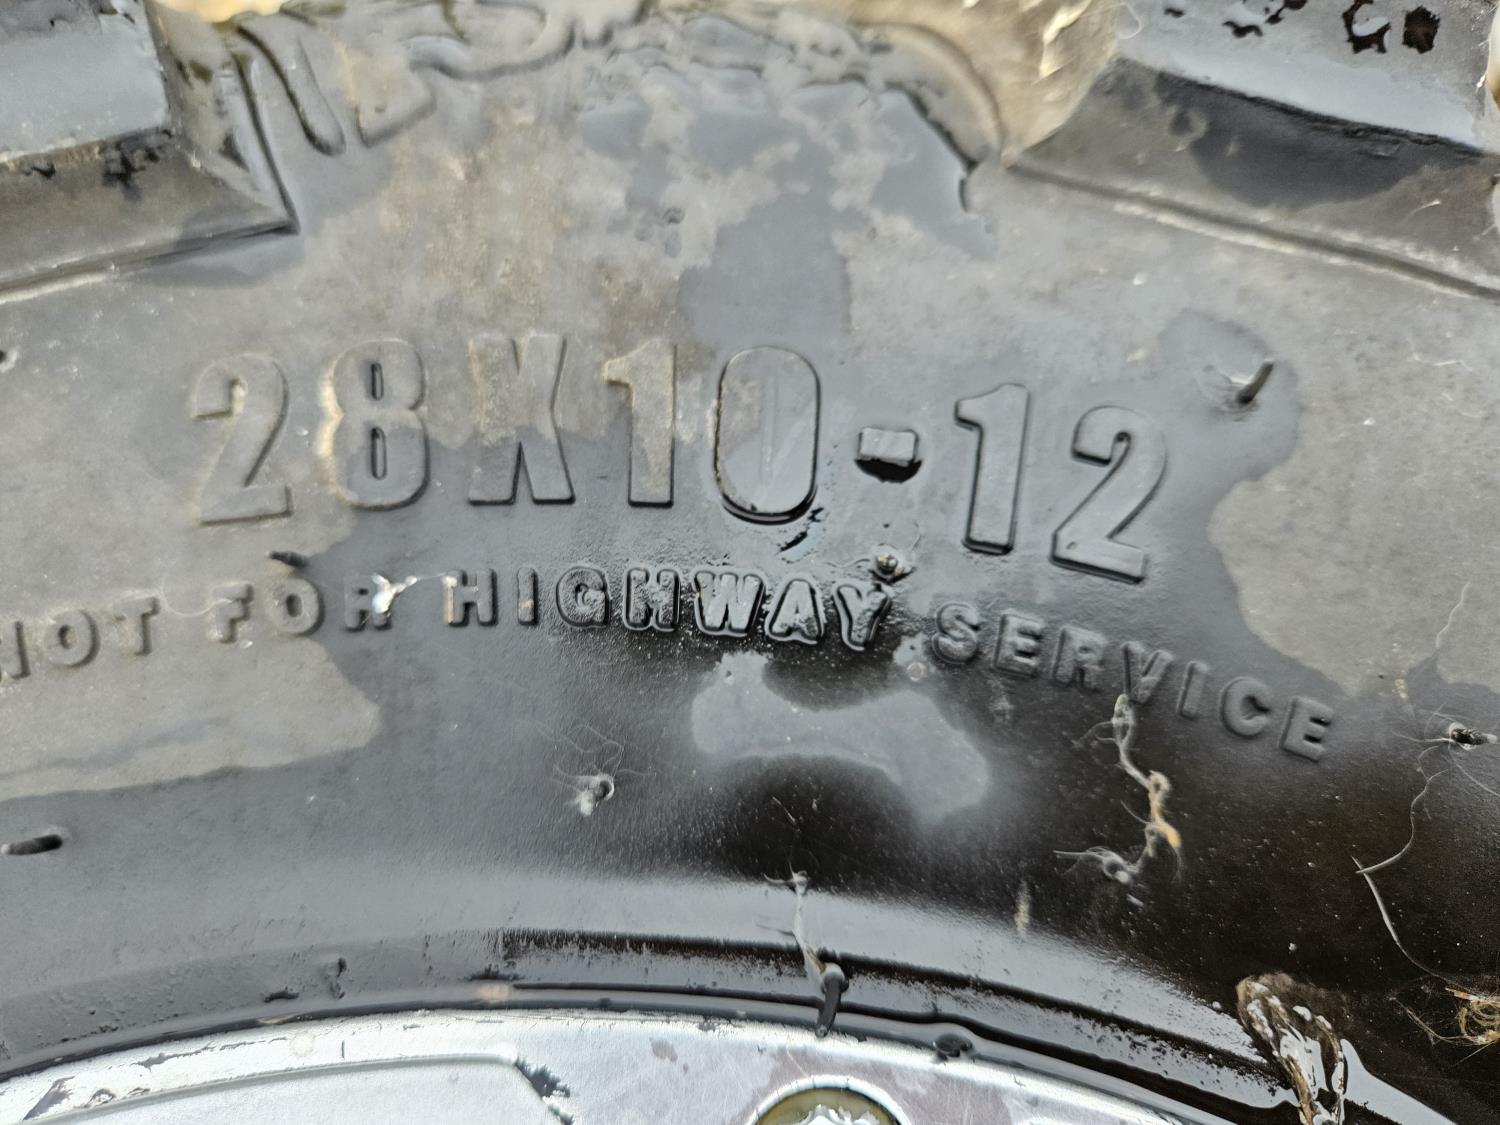 28X10-12
NOT FOR HIGHWAY SERVICE